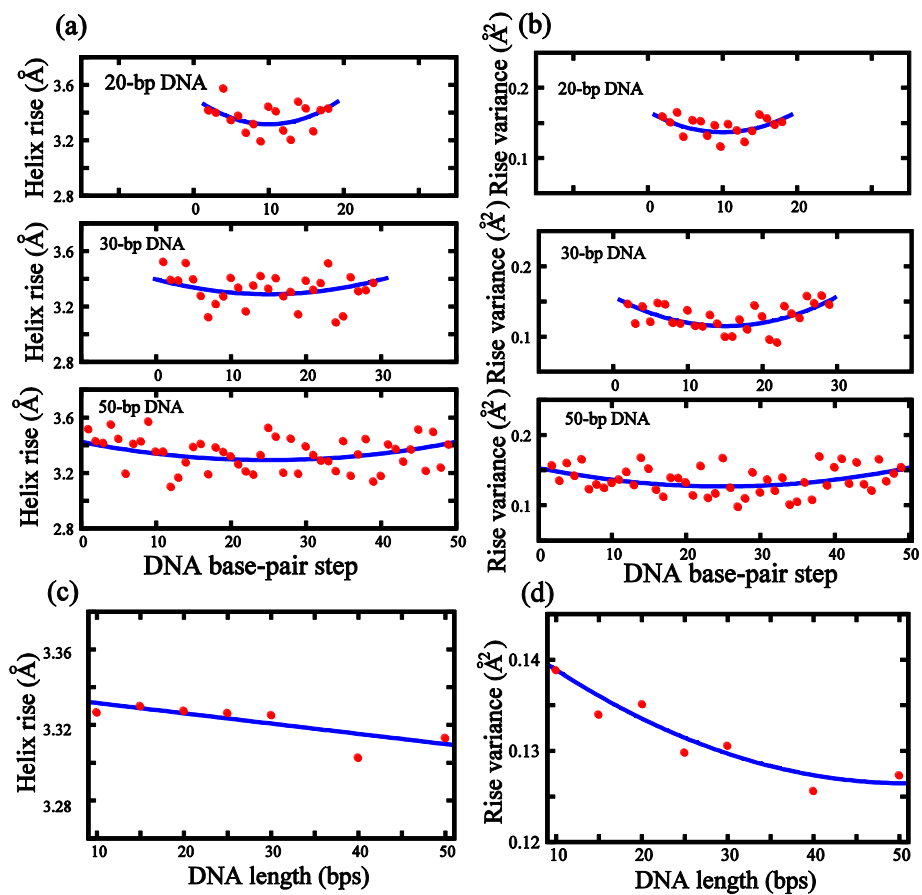 (a)
Helix rise (Å)
3.6
3.2
2.8
20-bp DNA
0
10
20
Helix rise (Å)
3.6
3.2
2.8
30-bp DNA
0
10
20
30
Helix rise (Å)
3.6
3.2
2.8
50-bp DNA
0
10
20
30
40
50
DNA base-pair step
(b)
Rise variance (Å²)
0.2
0.1
20-bp DNA
0
10
20
Rise variance (Å²)
0.2
0.1
30-bp DNA
0
10
20
30
40
Rise variance (Å²)
0.2
0.1
50-bp DNA
0
10
20
30
40
50
DNA base-pair step
(c)
Helix rise (Å)
3.36
3.32
3.28
10
20
30
40
50
DNA length (bps)
(d)
Rise variance (Å²)
0.14
0.13
0.12
10
20
30
40
50
DNA length (bps)